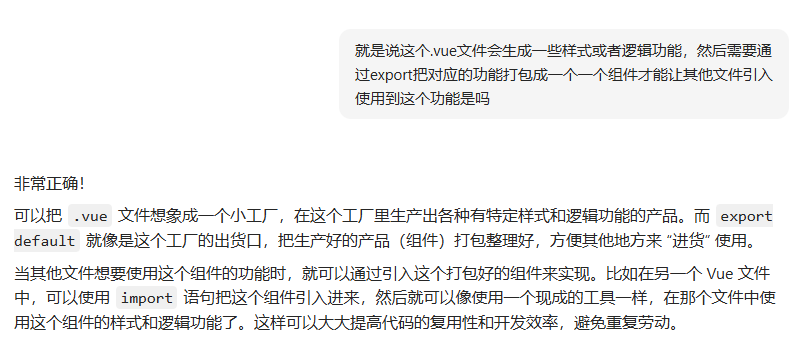 就是说这个.vue文件会生成一些样式或者逻辑功能，然后需要通
过export把对应的功能打包成一个一个组件才能让其他文件引入
使用到这个功能是吗
非常正确！
可以把 .vue 文件想象成一个小工厂，在这个工厂里生产出各种有特定样式和逻辑功能的产品。而 export
default 就像是这个工厂的出货口，把生产好的产品（组件）打包整理好，方便其他地方来 “进货” 使用。
当其他文件想要使用这个组件的功能时，就可以通过引入这个打包好的组件来实现。比如在另一个 Vue 文件
中，可以使用 import 语句把这个组件引入进来，然后就可以像使用一个现成的工具一样，在那个文件中使
用这个组件的样式和逻辑功能了。这样可以大大提高代码的复用性和开发效率，避免重复劳动。